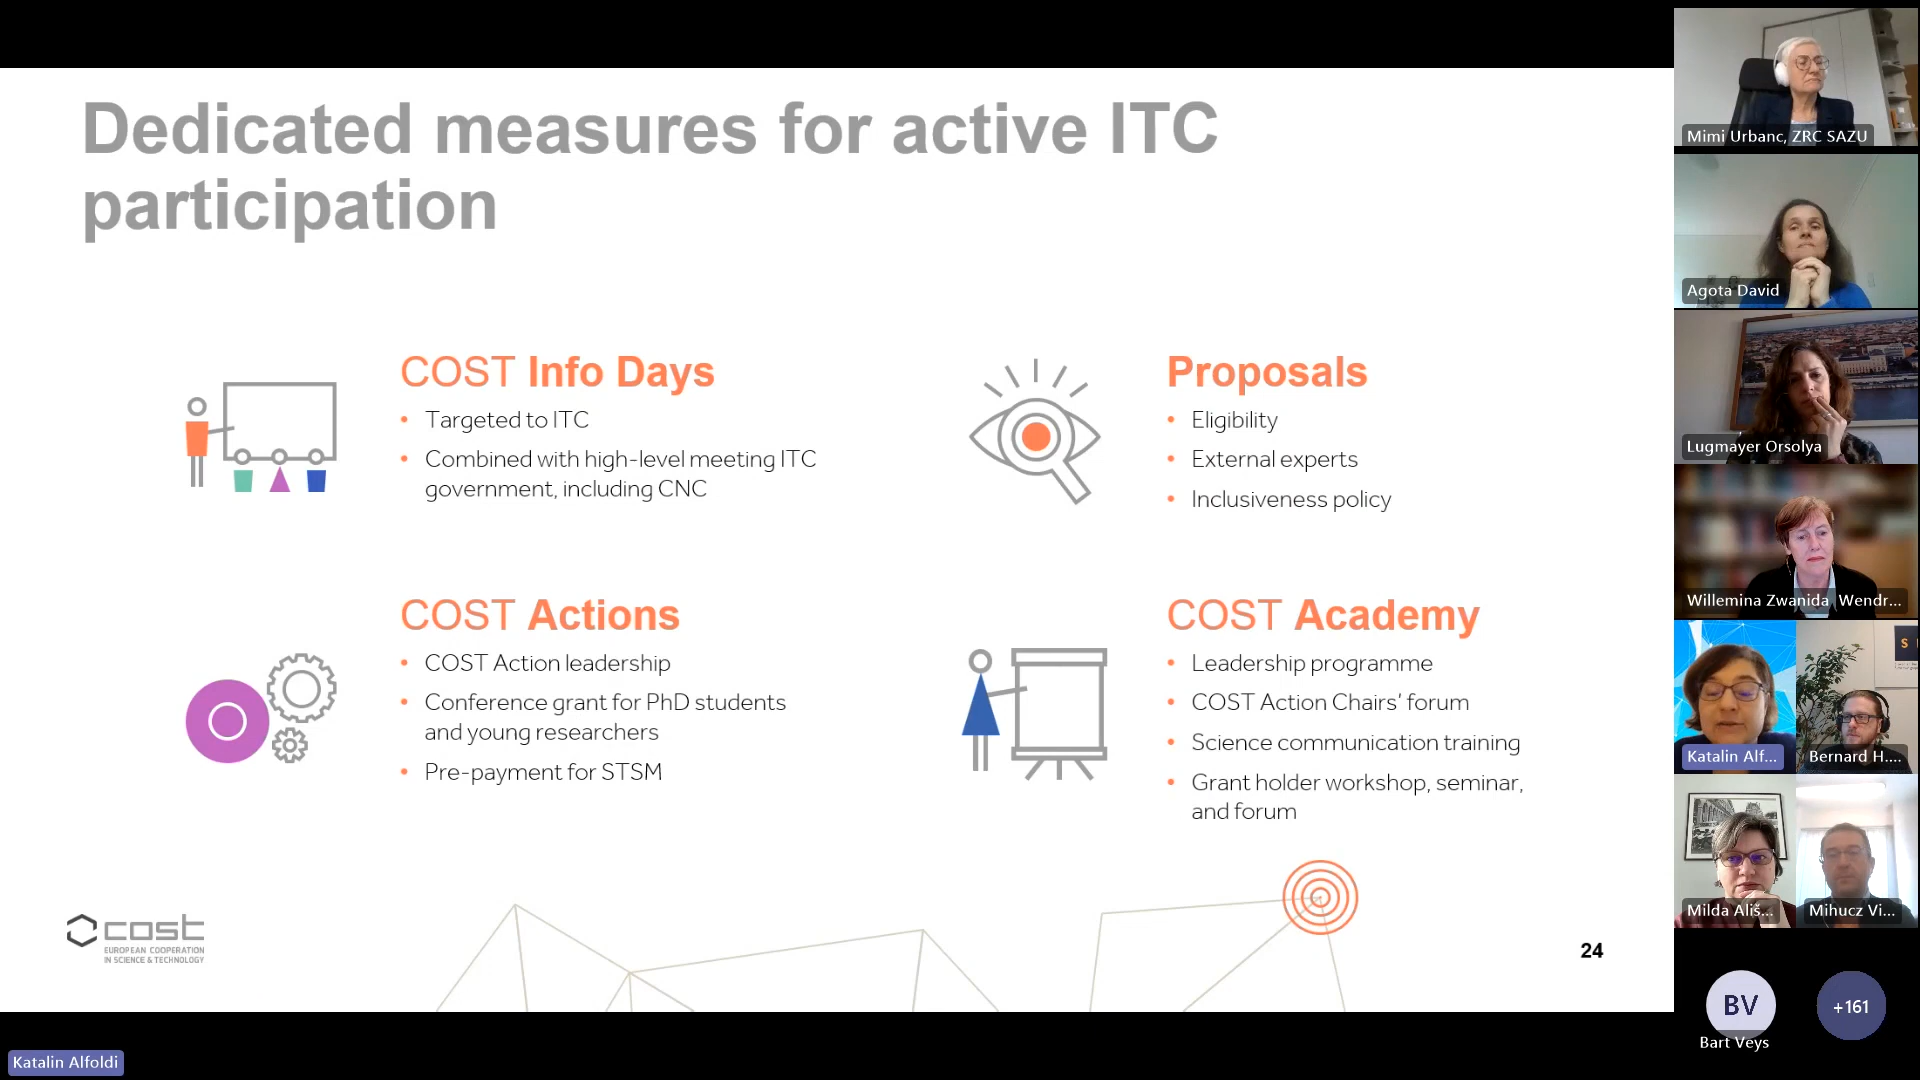 Dedicated measures for active ITC
participation
COST Info Days
• Targeted to ITC
• Combined with high-level meeting ITC
government, including CNC
Proposals
• Eligibility
• External experts
• Inclusiveness policy
COST Actions
• COST Action leadership
• Conference grant for PhD students
and young researchers
• Pre-payment for STSM
COST Academy
• Leadership programme
• COST Action Chairs’ forum
• Science communication training
• Grant holder workshop, seminar,
and forum
cost
EUROPEAN COOPERATION
IN SCIENCE & TECHNOLOGY
24
Katalin Alfoldi
Mimi Urbanc, ZRC SAZU
Agota David
Lugmayer Orsolya
Willemina Zwanida Wendr...
Katalin Alf...
Bernard H....
Milda Ališ...
Mihucz Vi...
BV
Bart Veys
+161